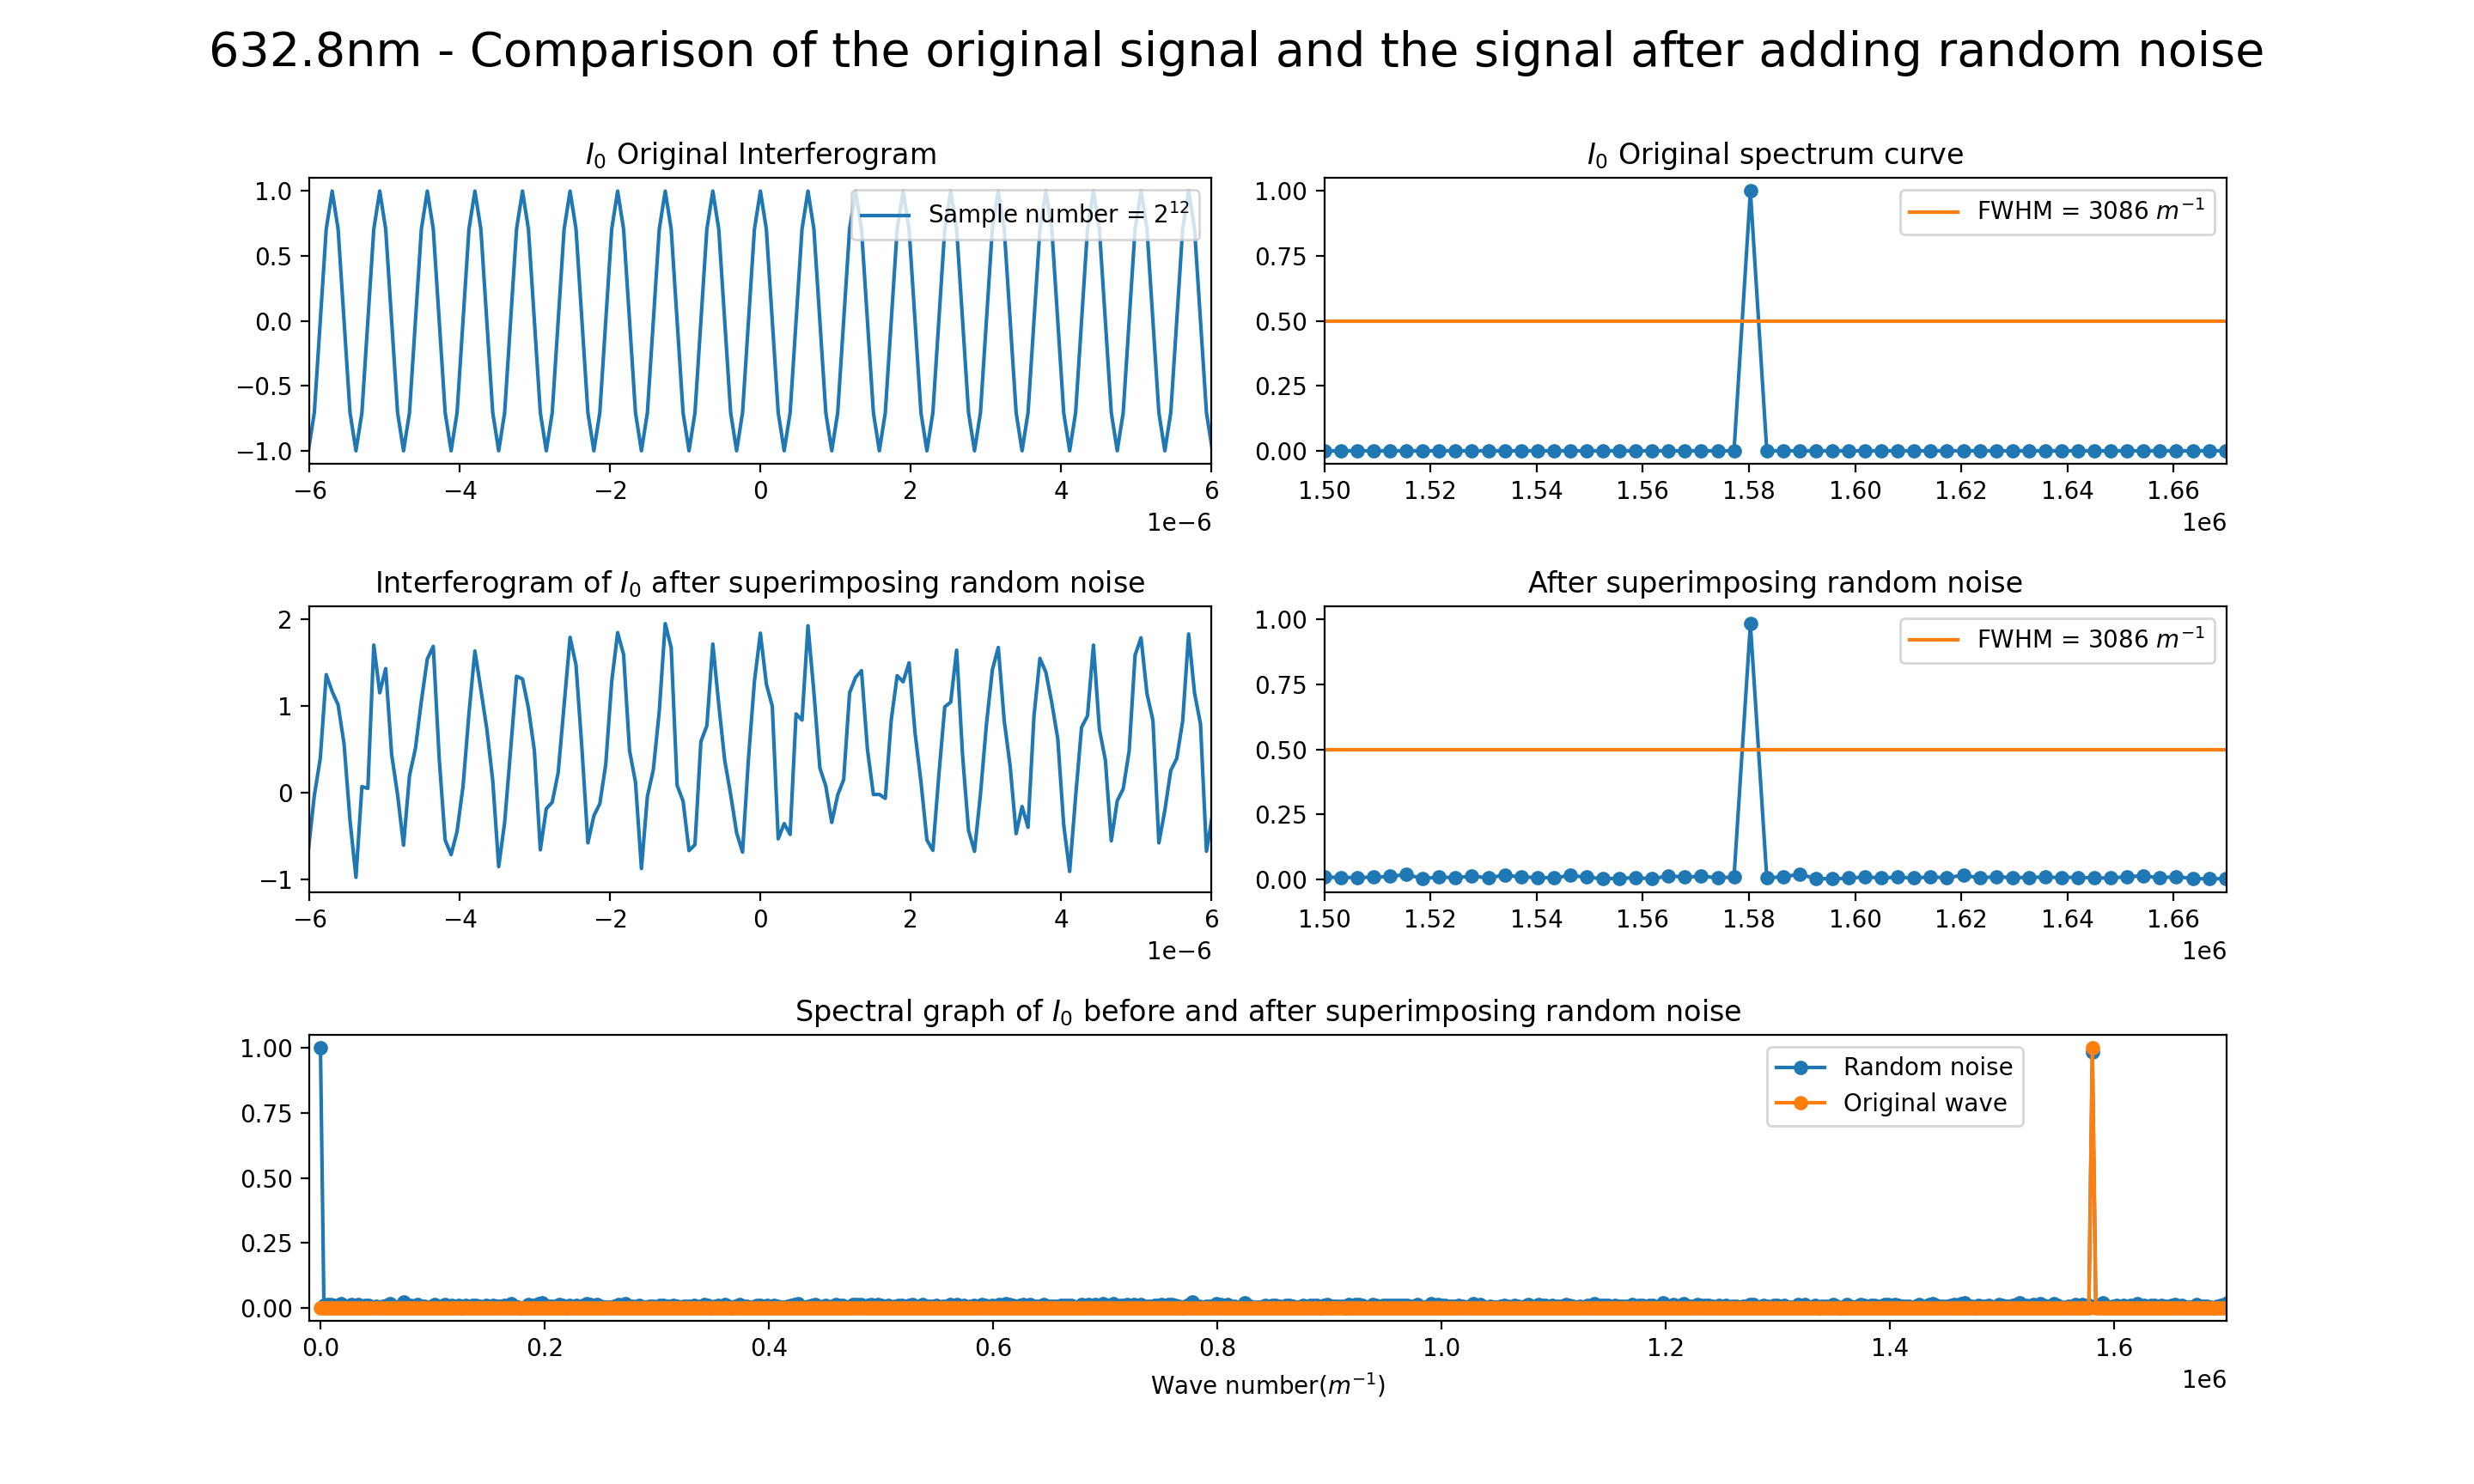 632.8nm - Comparison of the original signal and the signal after adding random noise
I₀ Original Interferogram
1.0
0.5
0.0
−0.5
−1.0
Sample number = 2¹²
−6 −4 −2 0 2 4 6
1e−6
I₀ Original spectrum curve
1.00
0.75
0.50
0.25
0.00
FWHM = 3086 m⁻¹
1.50 1.52 1.54 1.56 1.58 1.60 1.62 1.64 1.66
1e6
Interferogram of I₀ after superimposing random noise
2
1
0
−1
−6 −4 −2 0 2 4 6
1e−6
After superimposing random noise
1.00
0.75
0.50
0.25
0.00
FWHM = 3086 m⁻¹
1.50 1.52 1.54 1.56 1.58 1.60 1.62 1.64 1.66
1e6
Spectral graph of I₀ before and after superimposing random noise
1.00
0.75
0.50
0.25
0.00
Random noise
Original wave
0.0 0.2 0.4 0.6 0.8 1.0 1.2 1.4 1.6
Wave number(m⁻¹)
1e6